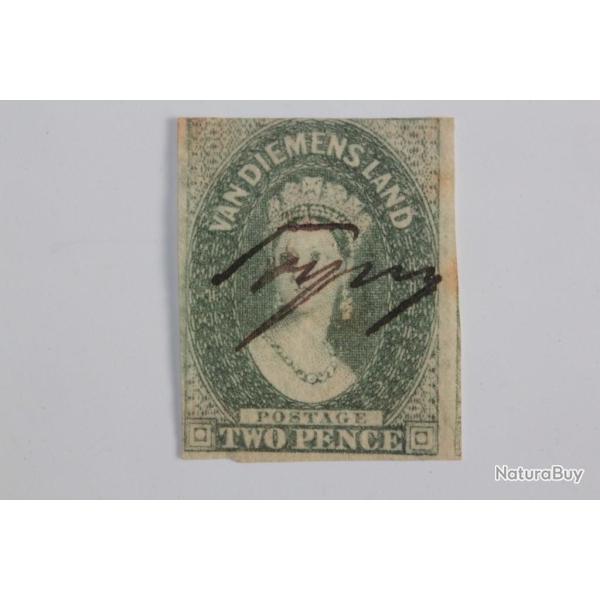 VAN DIEMENS LAND
POSTAGE
TWO PENCE
NaturaBuy